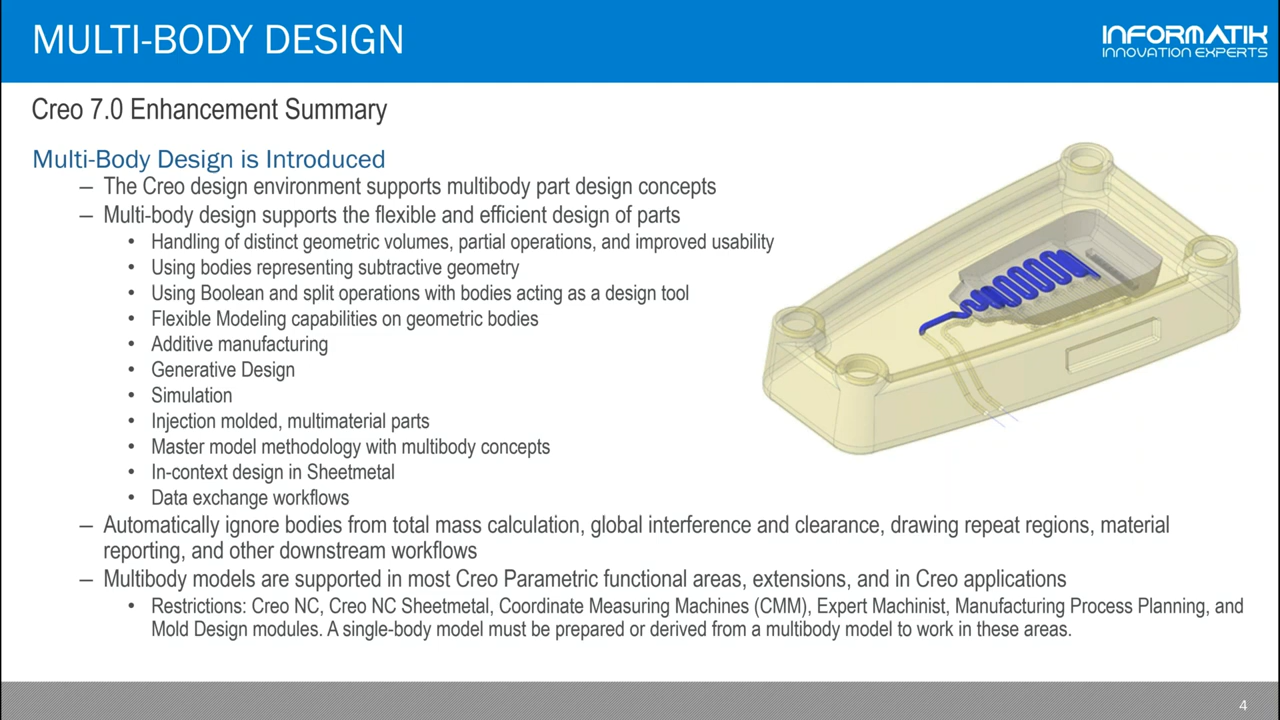 MULTI-BODY DESIGN
INFORMATIK
INNOVATION EXPERTS
Creo 7.0 Enhancement Summary
Multi-Body Design is Introduced
– The Creo design environment supports multibody part design concepts
– Multi-body design supports the flexible and efficient design of parts
• Handling of distinct geometric volumes, partial operations, and improved usability
• Using bodies representing subtractive geometry
• Using Boolean and split operations with bodies acting as a design tool
• Flexible Modeling capabilities on geometric bodies
• Additive manufacturing
• Generative Design
• Simulation
• Injection molded, multimaterial parts
• Master model methodology with multibody concepts
• In-context design in Sheetmetal
• Data exchange workflows
– Automatically ignore bodies from total mass calculation, global interference and clearance, drawing repeat regions, material
reporting, and other downstream workflows
– Multibody models are supported in most Creo Parametric functional areas, extensions, and in Creo applications
• Restrictions: Creo NC, Creo NC Sheetmetal, Coordinate Measuring Machines (CMM), Expert Machinist, Manufacturing Process Planning, and
Mold Design modules. A single-body model must be prepared or derived from a multibody model to work in these areas.
4